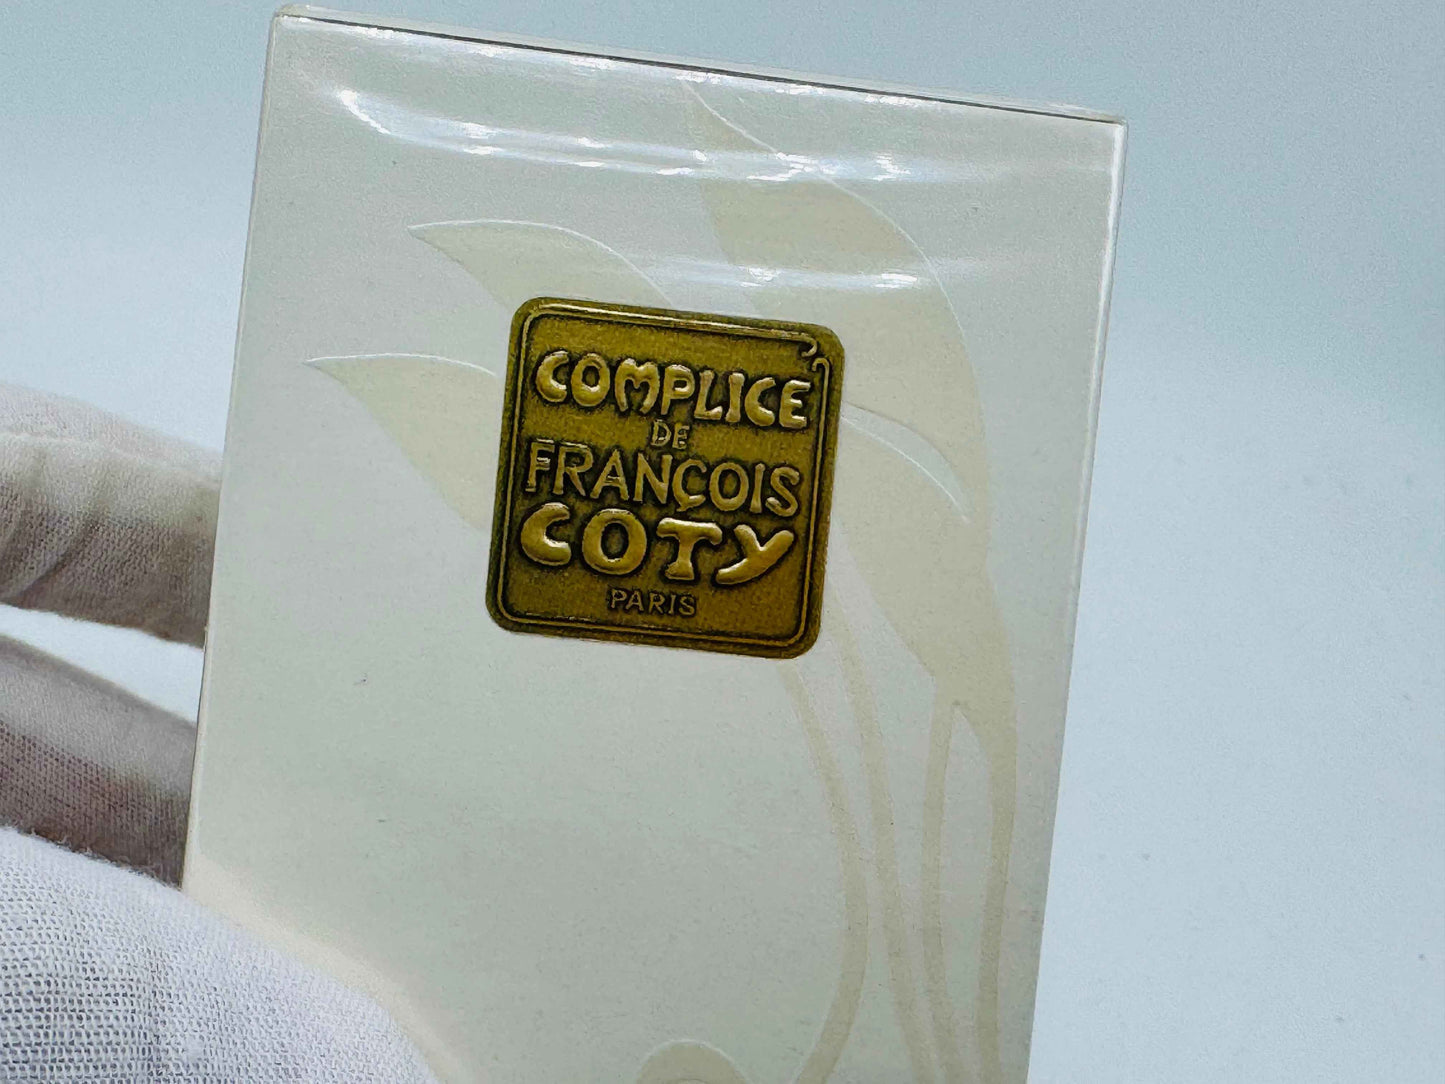 COMPLICE
DE
FRANÇOIS
COTY
PARIS